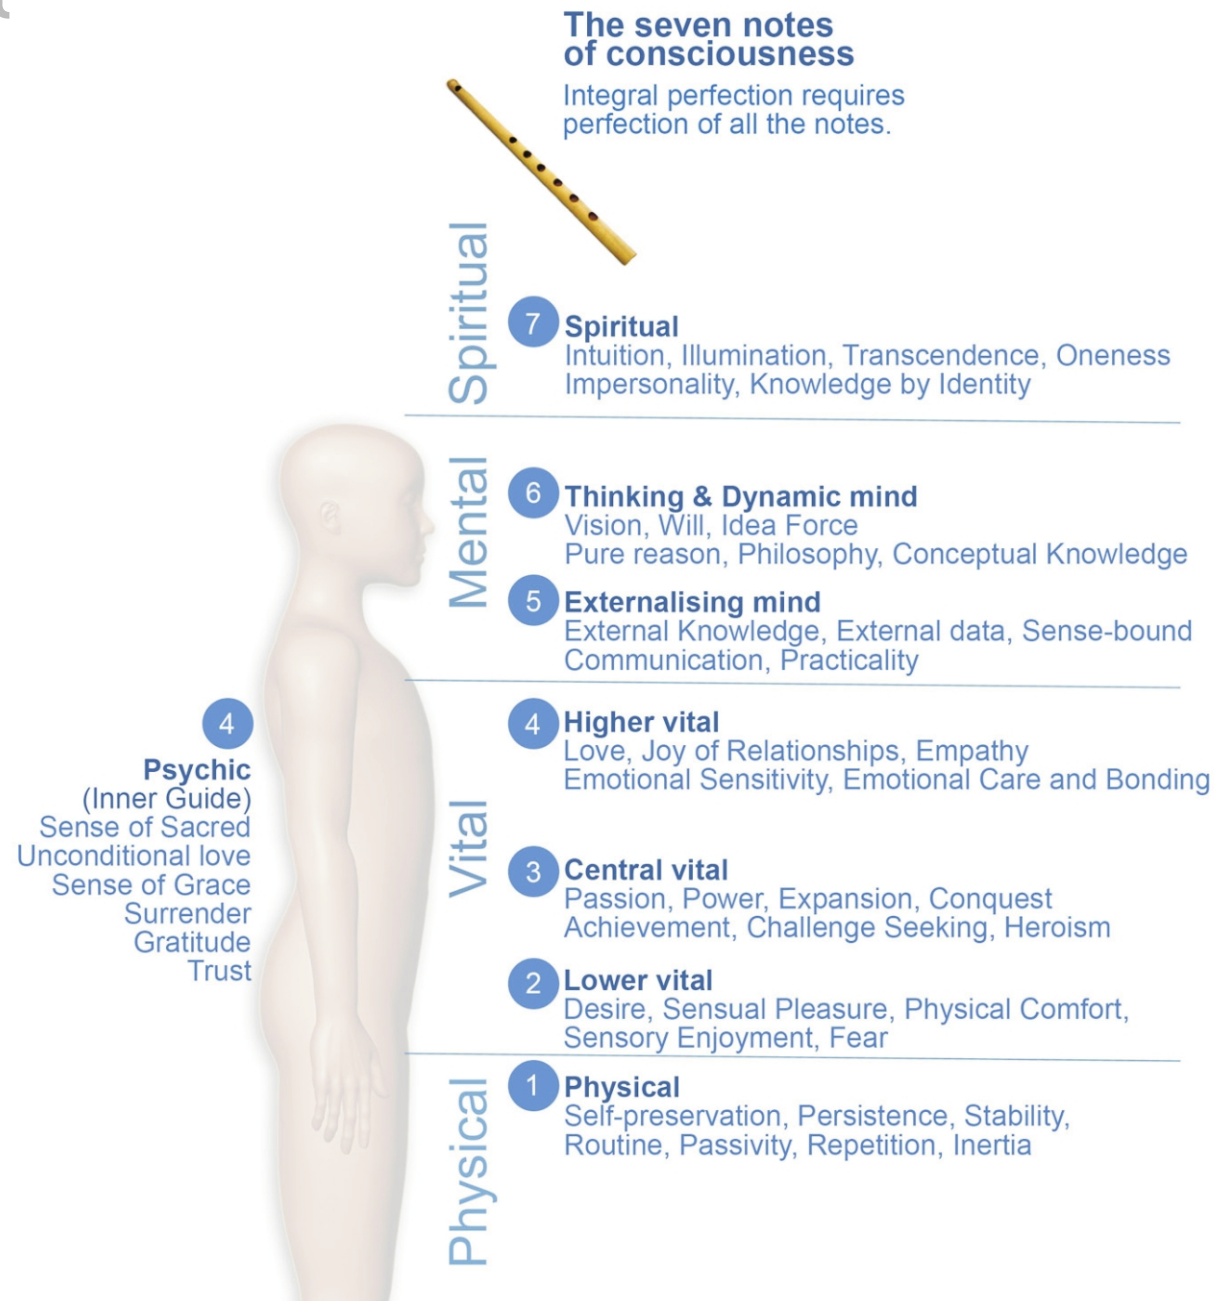 The seven notes
of consciousness
Integral perfection requires
perfection of all the notes.
Spiritual
7
Spiritual
Intuition, Illumination, Transcendence, Oneness
Impersonality, Knowledge by Identity
Mental
6
Thinking & Dynamic mind
Vision, Will, Idea Force
Pure reason, Philosophy, Conceptual Knowledge
5
Externalising mind
External Knowledge, External data, Sense-bound
Communication, Practicality
4
Psychic
(Inner Guide)
Sense of Sacred
Unconditional love
Sense of Grace
Surrender
Gratitude
Trust
Vital
4
Higher vital
Love, Joy of Relationships, Empathy
Emotional Sensitivity, Emotional Care and Bonding
3
Central vital
Passion, Power, Expansion, Conquest
Achievement, Challenge Seeking, Heroism
2
Lower vital
Desire, Sensual Pleasure, Physical Comfort,
Sensory Enjoyment, Fear
Physical
1
Physical
Self-preservation, Persistence, Stability,
Routine, Passivity, Repetition, Inertia